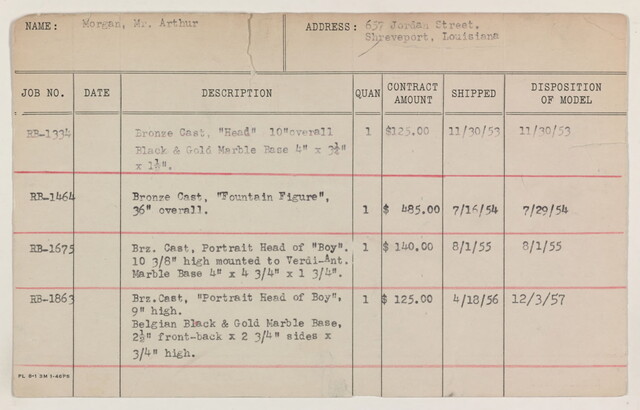 NAME: Morgan, Mr. Arthur ADDRESS: 657 Jordan Street.
Shreveport, Louisiana
JOB NO. DATE DESCRIPTION QUAN CONTRACT AMOUNT SHIPPED DISPOSITION OF MODEL
RB-1334 Bronze Cast, "Head" 10"overall 1 $125.00 11/30/53 11/30/53
Black & Gold Marble Base 4" x 3½"
x 1½".
RB-1464 Bronze Cast, "Fountain Figure",
36" overall. 1 $ 485.00 7/16/54 7/29/54
RB-1675 Brz. Cast, Portrait Head of "Boy". 1 $ 140.00 8/1/55 8/1/55
10 3/8" high mounted to Verdi-Ant.
Marble Base 4" x 4 3/4" x 1 3/4".
RB-1863 Brz.Cast, "Portrait Head of Boy", 1 $ 125.00 4/18/56 12/3/57
9" high.
Belgian Black & Gold Marble Base,
2½" front-back x 2 3/4" sides x
3/4" high.